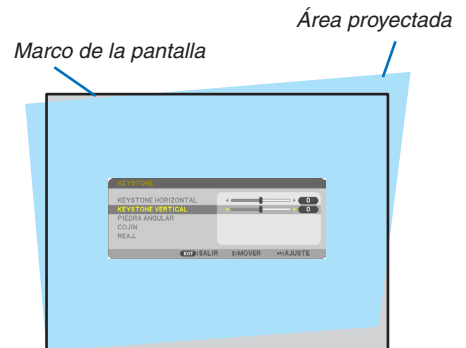 Área proyectada
Marco de la pantalla
KEYSTONE
KEYSTONE HORIZONTAL 0
KEYSTONE VERTICAL 0
PIEDRA ANGULAR
COJÍN
REAJ.
EXIT:SALIR ↕:MOVER ↔:AJUSTE